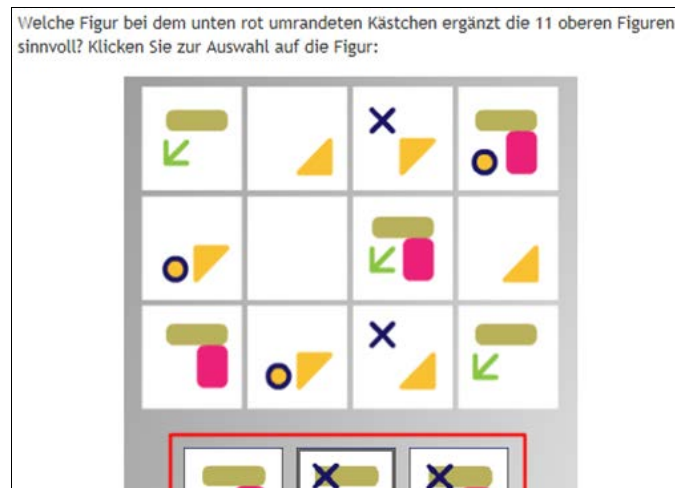 Welche Figur bei dem unten rot umrandeten Kästchen ergänzt die 11 oberen Figuren
sinnvoll? Klicken Sie zur Auswahl auf die Figur: